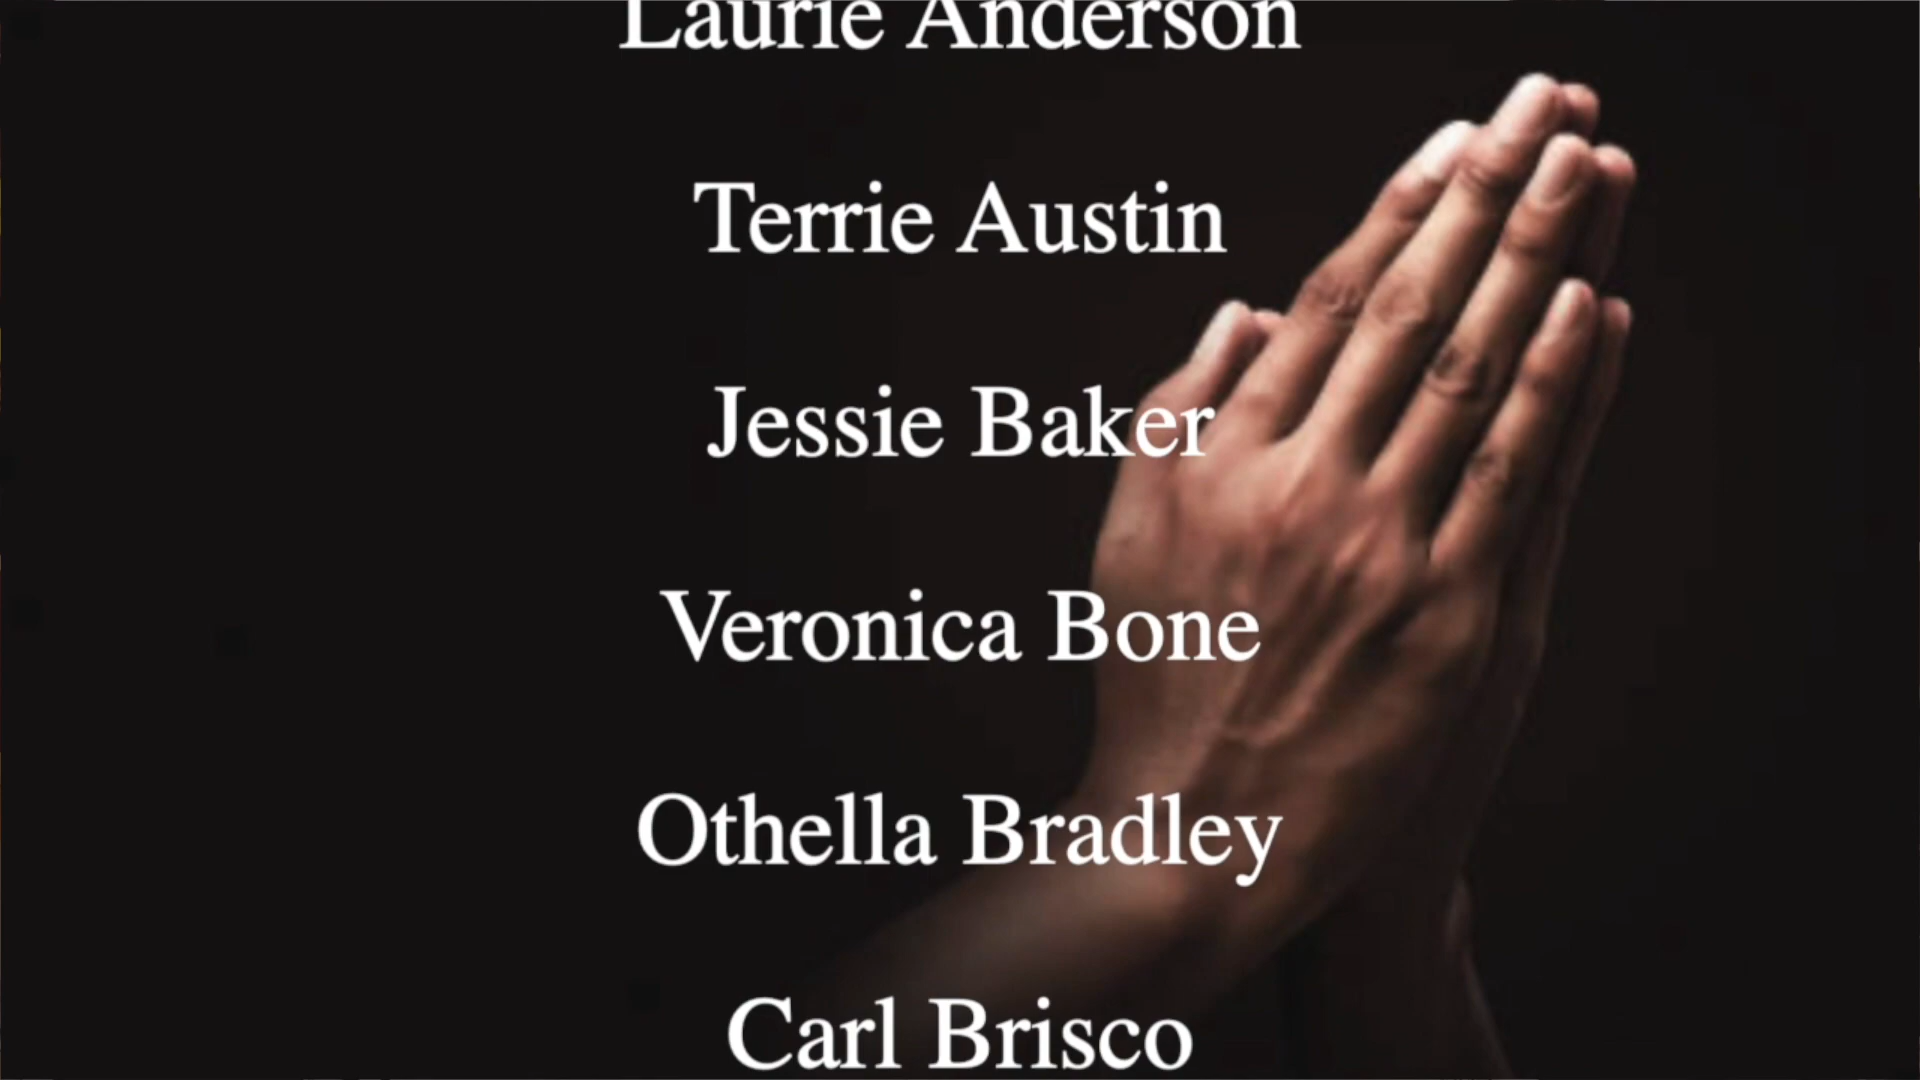 Laurie Anderson
Terrie Austin
Jessie Baker
Veronica Bone
Othella Bradley
Carl Brisco